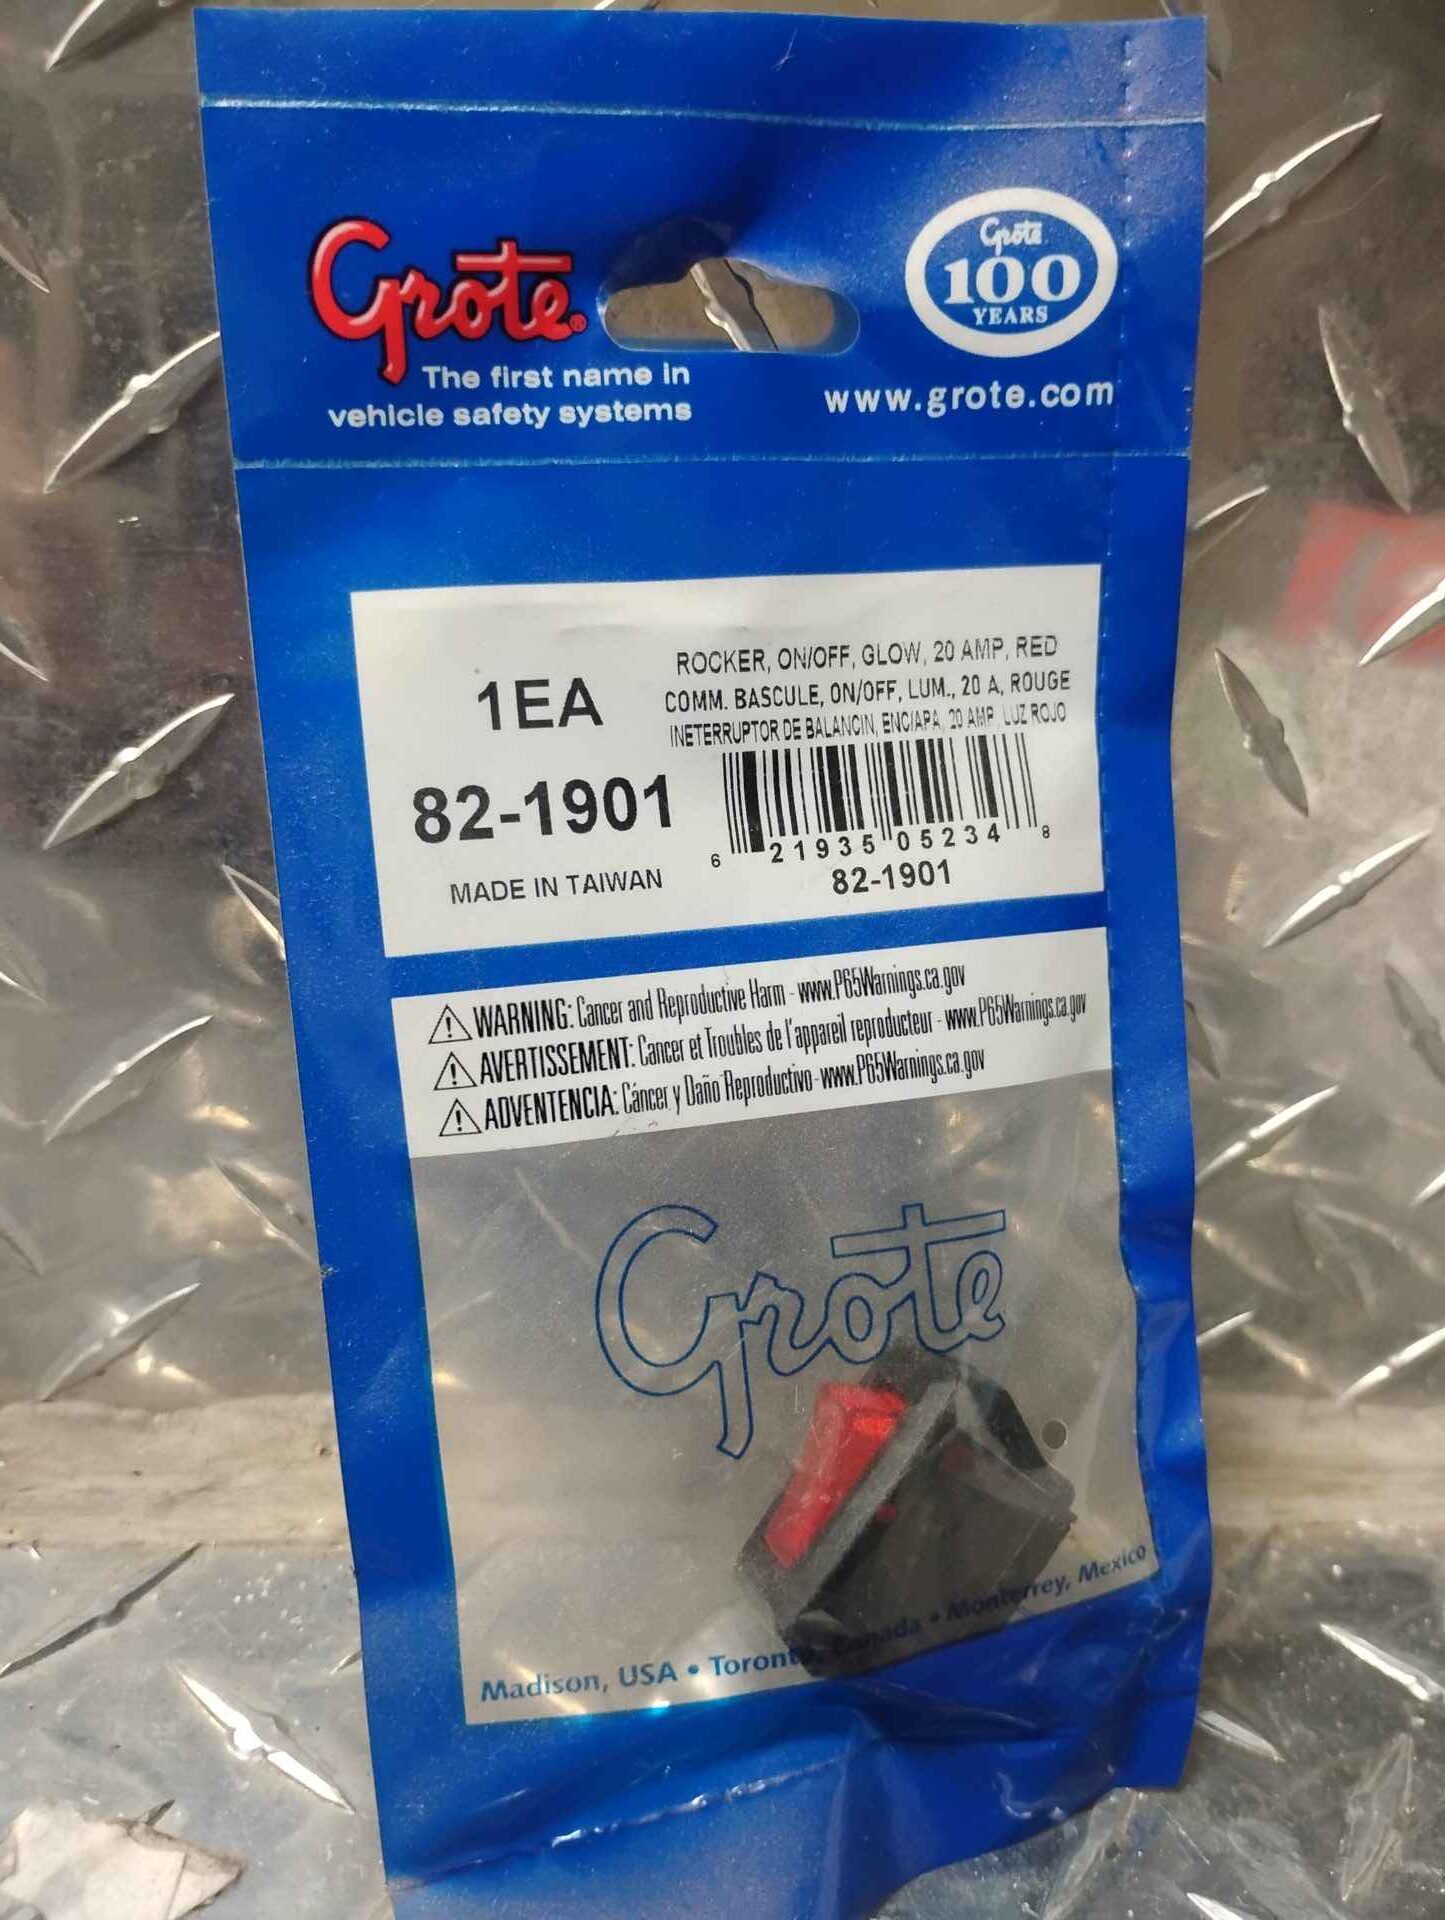 Grote®
The first name in
vehicle safety systems
Grote
100
YEARS
www.grote.com
1EA
82-1901
MADE IN TAIWAN
ROCKER, ON/OFF, GLOW, 20 AMP, RED
COMM. BASCULE, ON/OFF, LUM., 20 A, ROUGE
INETERRUPTOR DE BALANCIN, ENC/APA, 20 AMP, LUZ ROJO
6 21935 05234 8
82-1901
WARNING: Cancer and Reproductive Harm - www.P65Warnings.ca.gov
AVERTISSEMENT: Cancer et Troubles de l'appareil reproducteur - www.P65Warnings.ca.gov
ADVENTENCIA: Cáncer y Daño Reproductivo-www.P65Warnings.ca.gov
Grote
Madison, USA • Toronto, Canada • Monterrey, Mexico